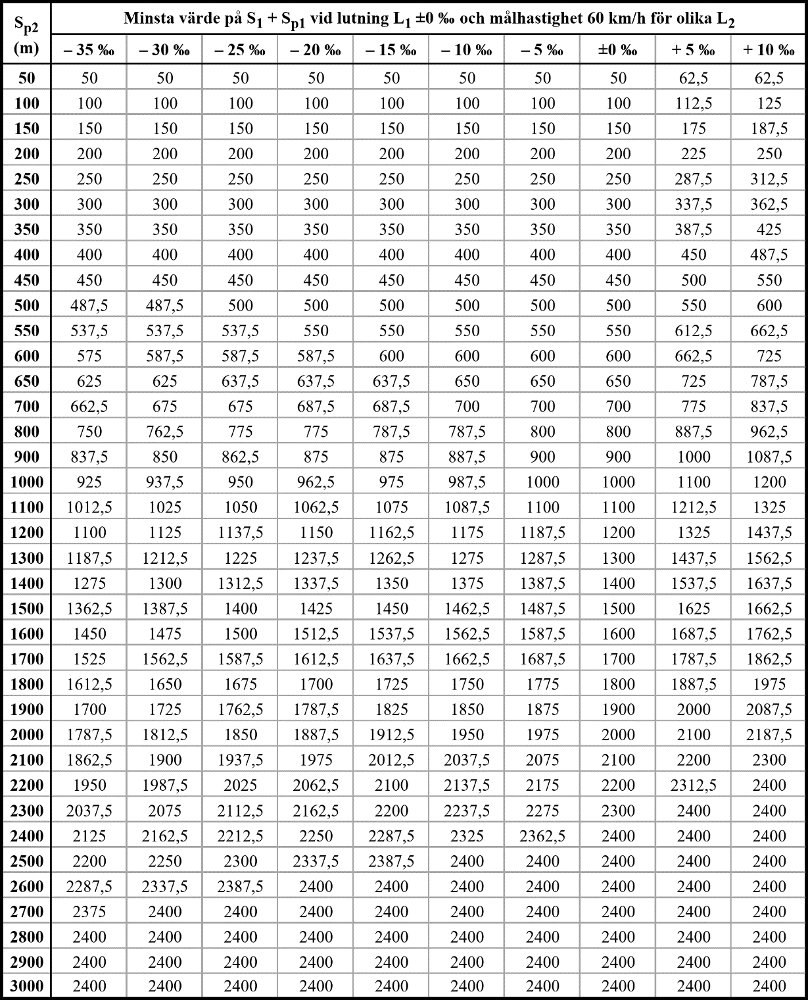 S_p2 (m) Minsta värde på S_1 + S_p1 vid lutning L_1 ±0 ‰ och målhastighet 60 km/h för olika L_2
– 35 ‰ – 30 ‰ – 25 ‰ – 20 ‰ – 15 ‰ – 10 ‰ – 5 ‰ ±0 ‰ + 5 ‰ + 10 ‰
50 50 50 50 50 50 50 50 50 62,5 62,5
100 100 100 100 100 100 100 100 100 112,5 125
150 150 150 150 150 150 150 150 150 175 187,5
200 200 200 200 200 200 200 200 200 225 250
250 250 250 250 250 250 250 250 250 287,5 312,5
300 300 300 300 300 300 300 300 300 337,5 362,5
350 350 350 350 350 350 350 350 350 387,5 425
400 400 400 400 400 400 400 400 400 450 487,5
450 450 450 450 450 450 450 450 450 500 550
500 487,5 487,5 500 500 500 500 500 500 550 600
550 537,5 537,5 537,5 550 550 550 550 550 612,5 662,5
600 575 587,5 587,5 587,5 600 600 600 600 662,5 725
650 625 625 637,5 637,5 637,5 650 650 650 725 787,5
700 662,5 675 675 687,5 687,5 700 700 700 775 837,5
800 750 762,5 775 775 787,5 787,5 800 800 887,5 962,5
900 837,5 850 862,5 875 875 887,5 900 900 1000 1087,5
1000 925 937,5 950 962,5 975 987,5 1000 1000 1100 1200
1100 1012,5 1025 1050 1062,5 1075 1087,5 1100 1100 1212,5 1325
1200 1100 1125 1137,5 1150 1162,5 1175 1187,5 1200 1325 1437,5
1300 1187,5 1212,5 1225 1237,5 1262,5 1275 1287,5 1300 1437,5 1562,5
1400 1275 1300 1312,5 1337,5 1350 1375 1387,5 1400 1537,5 1637,5
1500 1362,5 1387,5 1400 1425 1450 1462,5 1487,5 1500 1625 1662,5
1600 1450 1475 1500 1512,5 1537,5 1562,5 1587,5 1600 1687,5 1762,5
1700 1525 1562,5 1587,5 1612,5 1637,5 1662,5 1687,5 1700 1787,5 1862,5
1800 1612,5 1650 1675 1700 1725 1750 1775 1800 1887,5 1975
1900 1700 1725 1762,5 1787,5 1825 1850 1875 1900 2000 2087,5
2000 1787,5 1812,5 1850 1887,5 1912,5 1950 1975 2000 2100 2187,5
2100 1862,5 1900 1937,5 1975 2012,5 2037,5 2075 2100 2200 2300
2200 1950 1987,5 2025 2062,5 2100 2137,5 2175 2200 2312,5 2400
2300 2037,5 2075 2112,5 2162,5 2200 2237,5 2275 2300 2400 2400
2400 2125 2162,5 2212,5 2250 2287,5 2325 2362,5 2400 2400 2400
2500 2200 2250 2300 2337,5 2387,5 2400 2400 2400 2400 2400
2600 2287,5 2337,5 2387,5 2400 2400 2400 2400 2400 2400 2400
2700 2375 2400 2400 2400 2400 2400 2400 2400 2400 2400
2800 2400 2400 2400 2400 2400 2400 2400 2400 2400 2400
2900 2400 2400 2400 2400 2400 2400 2400 2400 2400 2400
3000 2400 2400 2400 2400 2400 2400 2400 2400 2400 2400